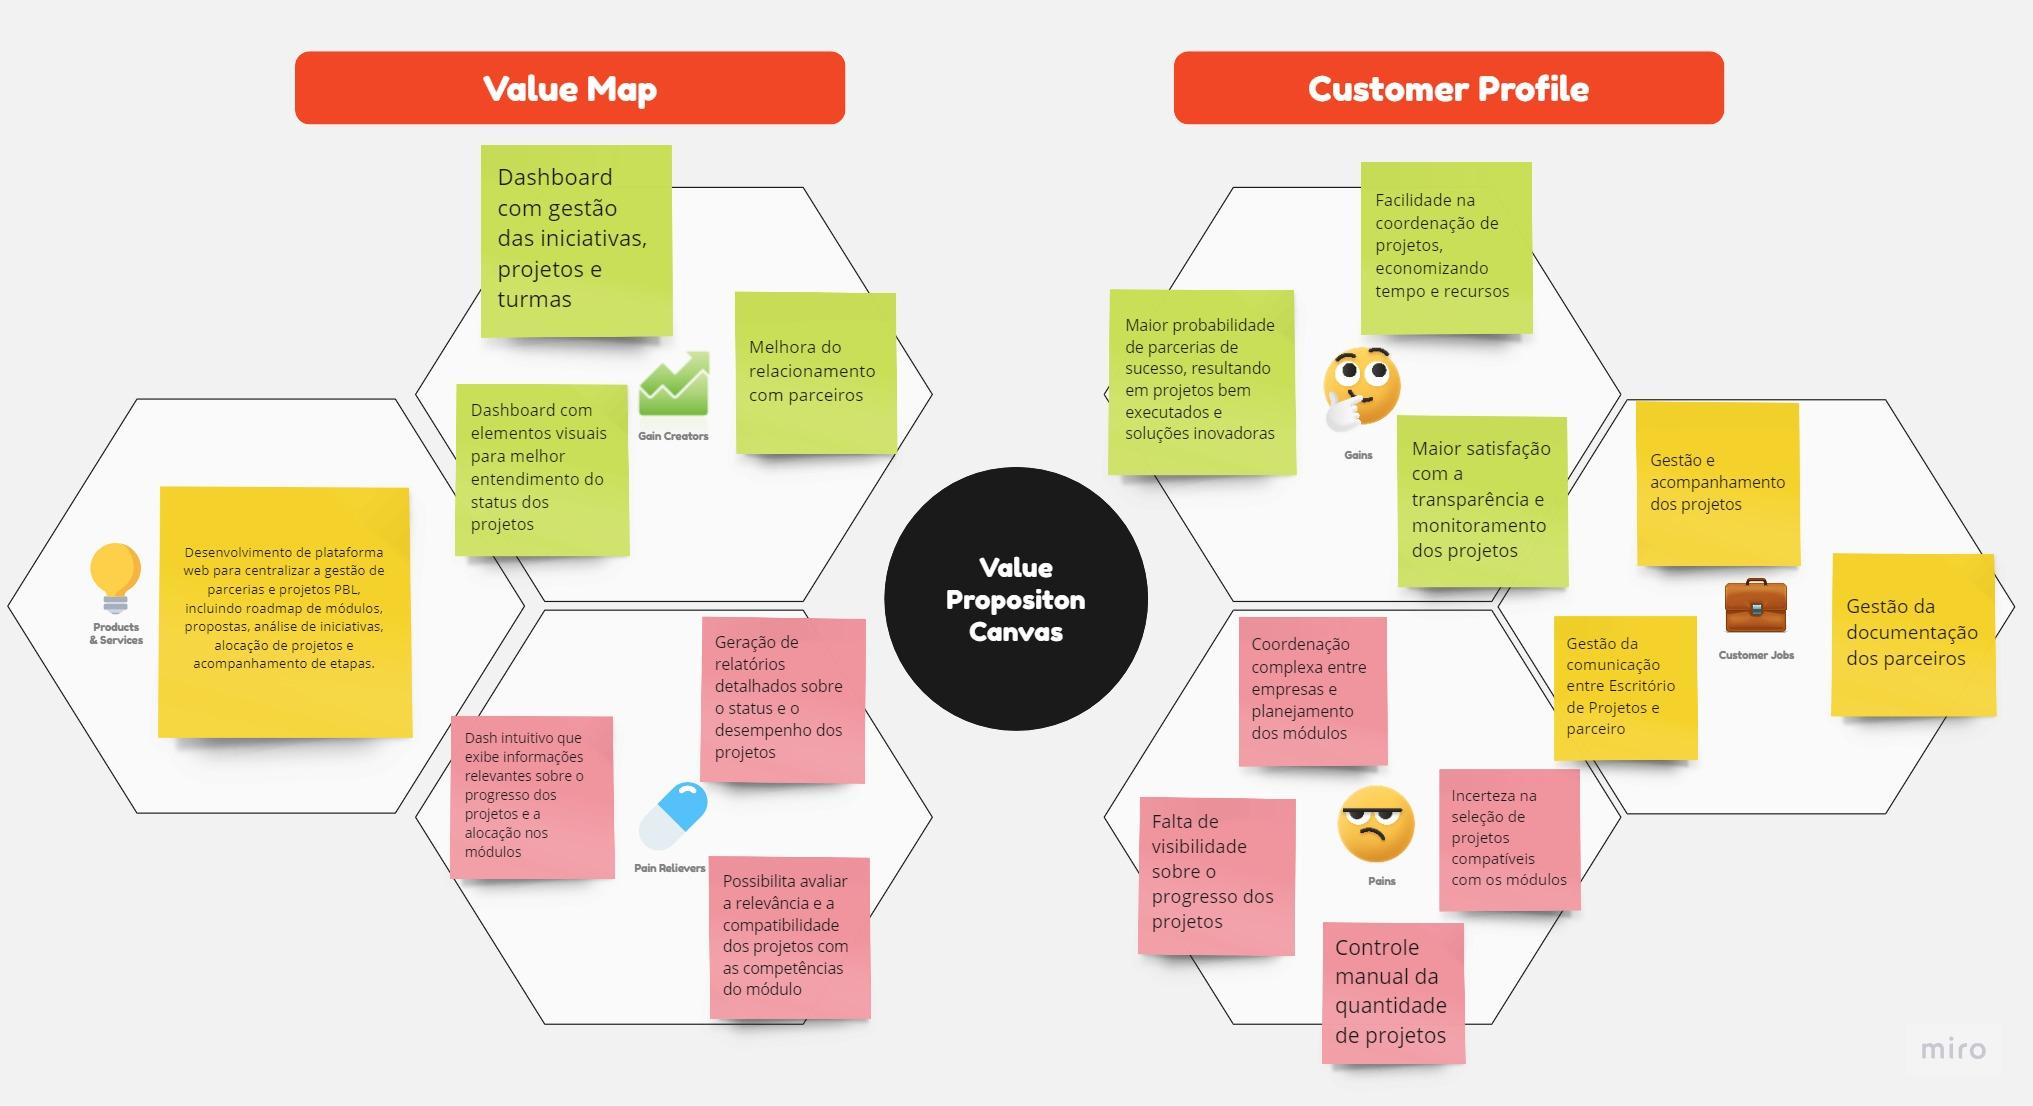 Value Map
Customer Profile
Dashboard
com gestão
das iniciativas,
projetos e
turmas
Melhora do
relacionamento
com parceiros
Dashboard com
elementos visuais
para melhor
entendimento do
status dos
projetos
Gain Creators
Desenvolvimento de plataforma
web para centralizar a gestão de
parcerias e projetos PBL,
incluindo roadmap de módulos,
propostas, análise de iniciativas,
alocação de projetos e
acompanhamento de etapas.
Products
& Services
Geração de
relatórios
detalhados sobre
o status e o
desempenho dos
projetos
Dash intuitivo que
exibe informações
relevantes sobre o
progresso dos
projetos e a
alocação nos
módulos
Pain Relievers
Possibilita avaliar
a relevância e a
compatibilidade
dos projetos com
as competências
do módulo
Value
Propositon
Canvas
Facilidade na
coordenação de
projetos,
economizando
tempo e recursos
Maior probabilidade
de parcerias de
sucesso, resultando
em projetos bem
executados e
soluções inovadoras
Gains
Maior satisfação
com a
transparência e
monitoramento
dos projetos
Gestão e
acompanhamento
dos projetos
Gestão da
documentação
dos parceiros
Gestão da
comunicação
entre Escritório
de Projetos e
parceiro
Customer Jobs
Coordenação
complexa entre
empresas e
planejamento
dos módulos
Incerteza na
seleção de
projetos
compatíveis
com os módulos
Falta de
visibilidade
sobre o
progresso dos
projetos
Pains
Controle
manual da
quantidade
de projetos
miro